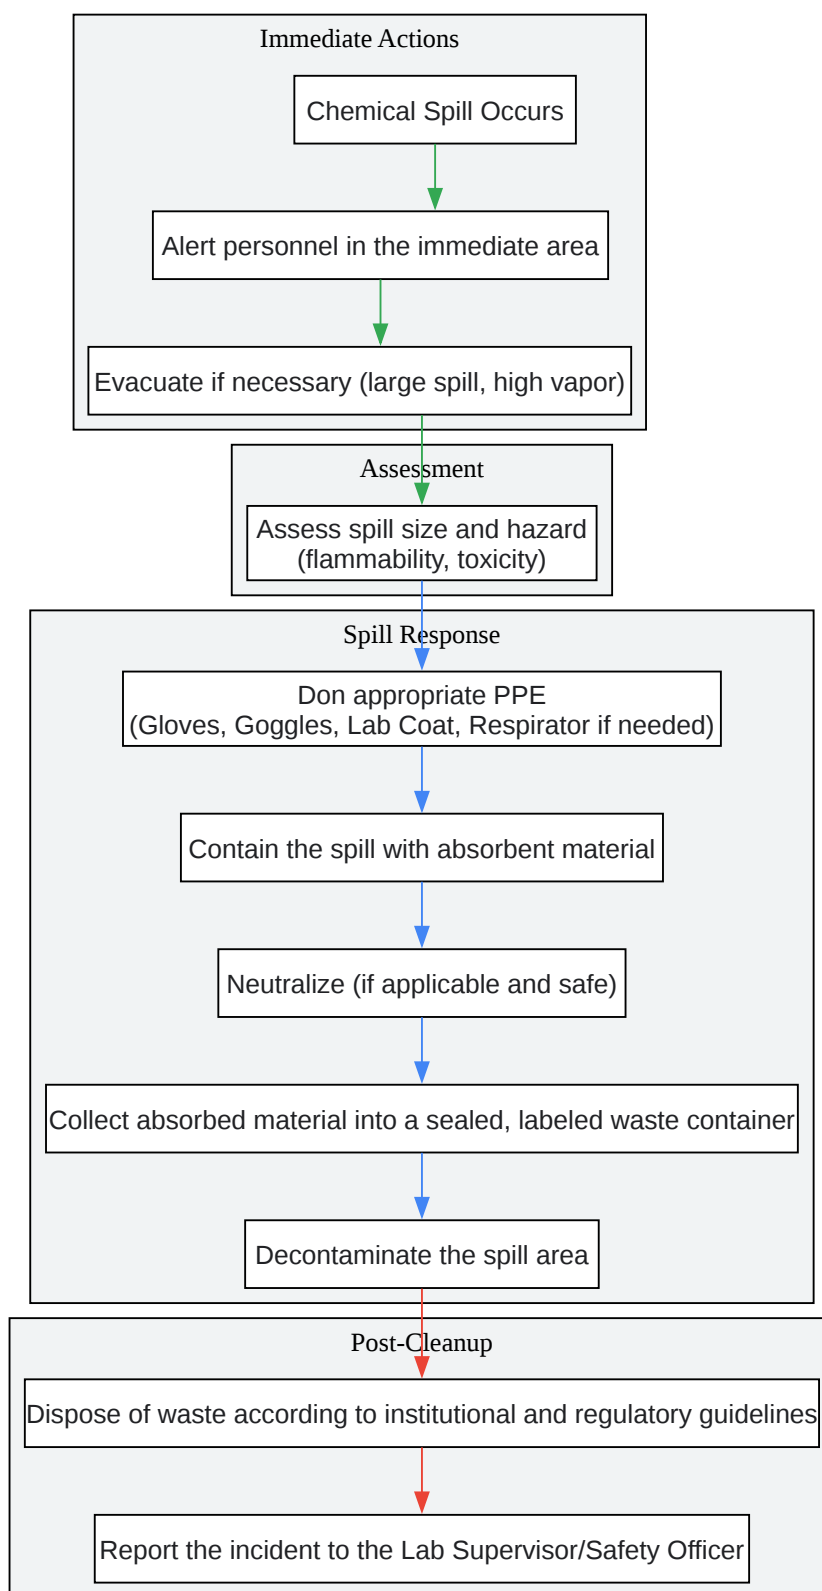 Immediate Actions
Chemical Spill Occurs
Alert personnel in the immediate area
Evacuate if necessary (large spill, high vapor)
Assessment
Assess spill size and hazard
(flammability, toxicity)
Spill Response
Don appropriate PPE
(Gloves, Goggles, Lab Coat, Respirator if needed)
Contain the spill with absorbent material
Neutralize (if applicable and safe)
Collect absorbed material into a sealed, labeled waste container
Decontaminate the spill area
Post-Cleanup
Dispose of waste according to institutional and regulatory guidelines
Report the incident to the Lab Supervisor/Safety Officer